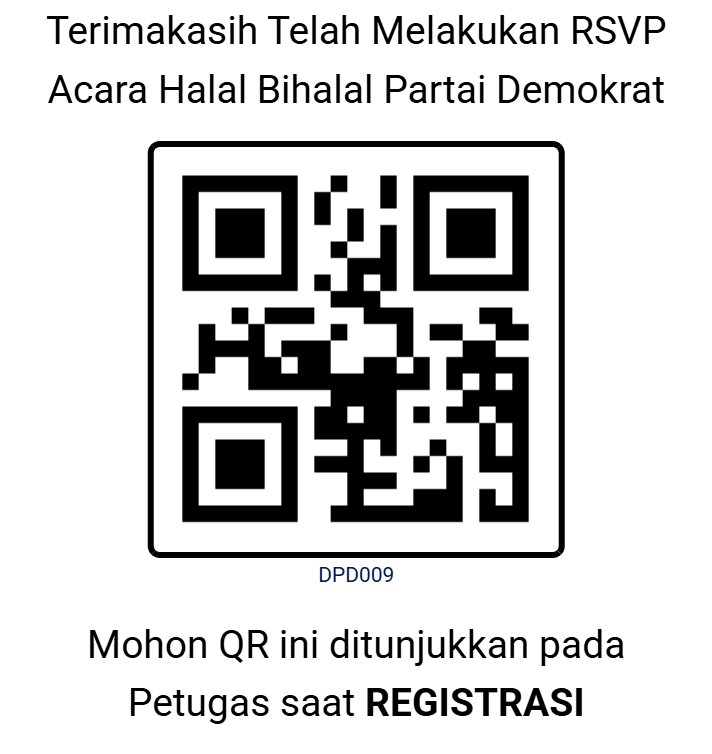 Terimakasih Telah Melakukan RSVP
Acara Halal Bihalal Partai Demokrat
DPD009
Mohon QR ini ditunjukkan pada
Petugas saat REGISTRASI